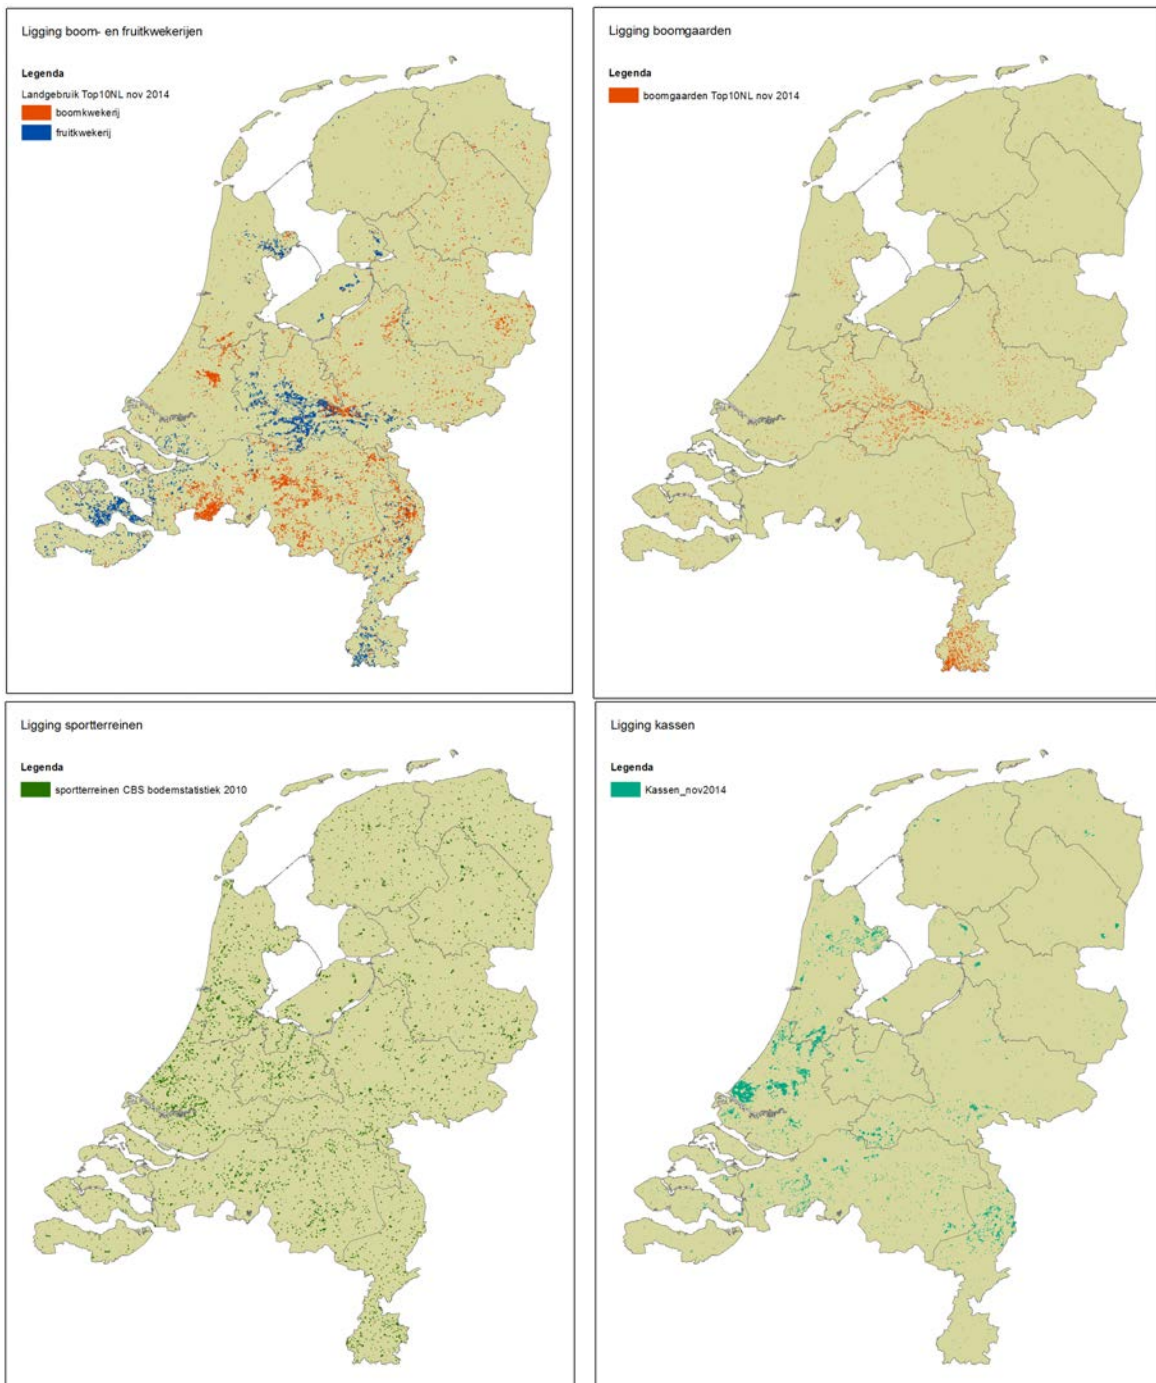 Ligging boom- en fruitkwekerijen
Legenda
Landgebruik Top10NL nov 2014
boomkwekerij
fruitkwekerij
Ligging boomgaarden
Legenda
boomgaarden Top10NL nov 2014
Ligging sportterreinen
Legenda
sportterreinen CBS bodemstatistiek 2010
Ligging kassen
Legenda
Kassen_nov2014